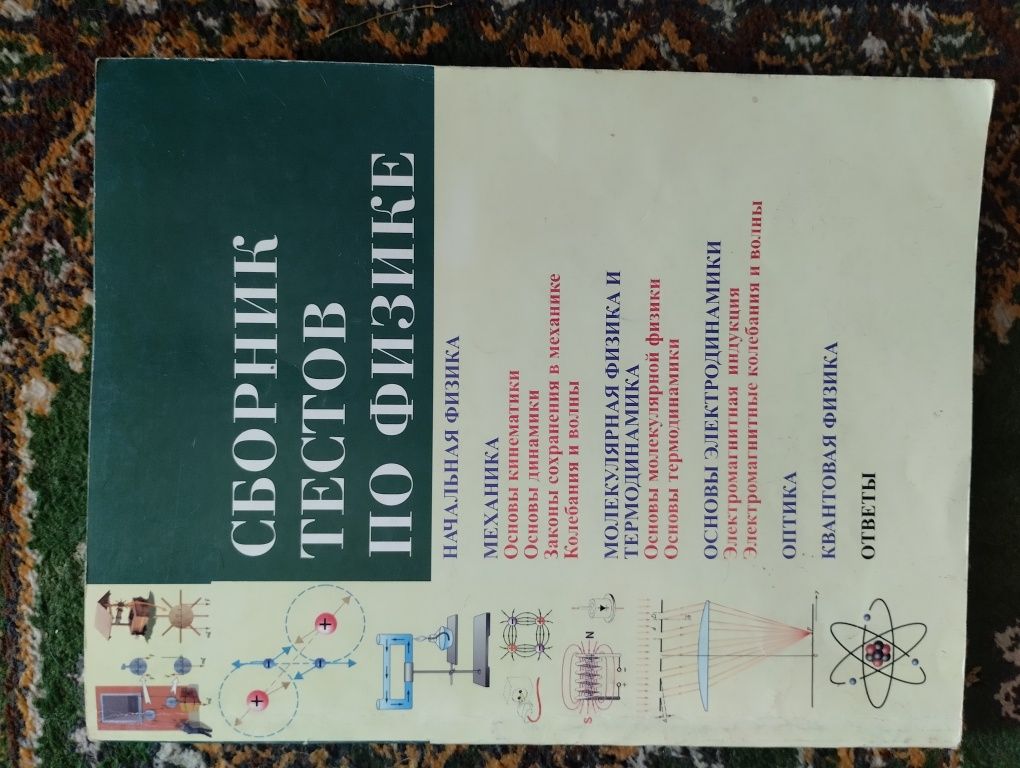 СБОРНИК
ТЕСТОВ
ПО ФИЗИКЕ
НАЧАЛЬНАЯ ФИЗИКА
МЕХАНИКА
Основы кинематики
Основы динамики
Законы сохранения в механике
Колебания и волны
МОЛЕКУЛЯРНАЯ ФИЗИКА И
ТЕРМОДИНАМИКА
Основы молекулярной физики
Основы термодинамики
ОСНОВЫ ЭЛЕКТРОДИНАМИКИ
Электромагнитная индукция
Электромагнитные колебания и волны
ОПТИКА
КВАНТОВАЯ ФИЗИКА
ОТВЕТЫ
S
N